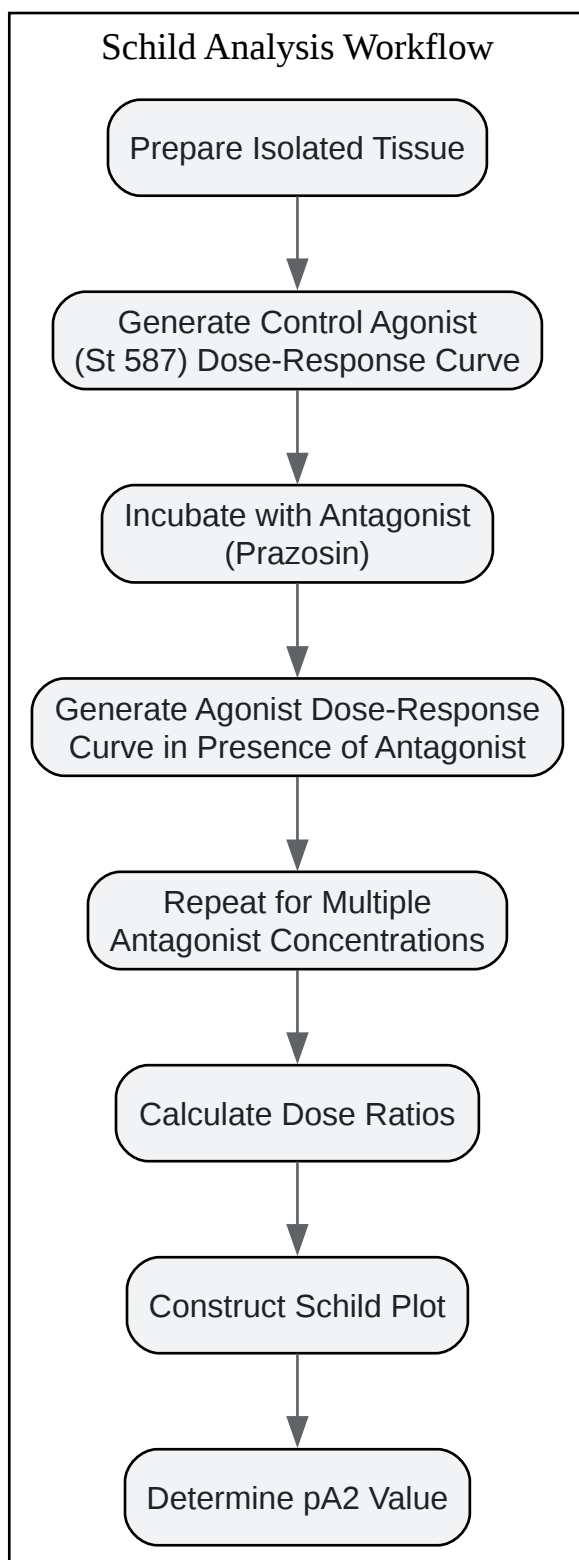 Schild Analysis Workflow
Prepare Isolated Tissue
Generate Control Agonist
(St 587) Dose-Response Curve
Incubate with Antagonist
(Prazosin)
Generate Agonist Dose-Response
Curve in Presence of Antagonist
Repeat for Multiple
Antagonist Concentrations
Calculate Dose Ratios
Construct Schild Plot
Determine pA2 Value